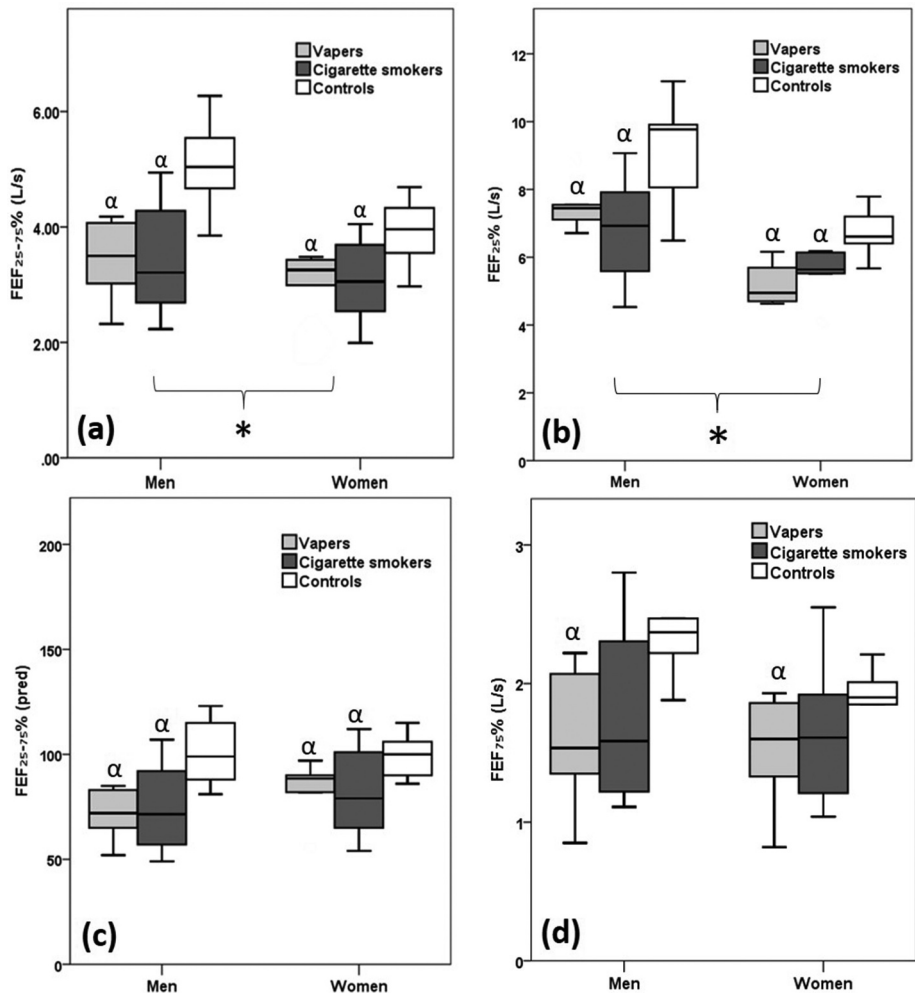 Vapers
Cigarette smokers
Controls
FEF₂₅₋₇₅% (L/s)
6.00
4.00
2.00
.00
α
α
α
α
*
(a)
Men
Women
Vapers
Cigarette smokers
Controls
FEF₂₅% (L/s)
12
10
8
6
4
2
0
α
α
α
α
*
(b)
Men
Women
Vapers
Cigarette smokers
Controls
FEF₂₅₋₇₅% (pred)
200
150
100
50
0
α
α
α
α
(c)
Men
Women
Vapers
Cigarette smokers
Controls
FEF₇₅% (L/s)
3
2
1
0
α
α
(d)
Men
Women